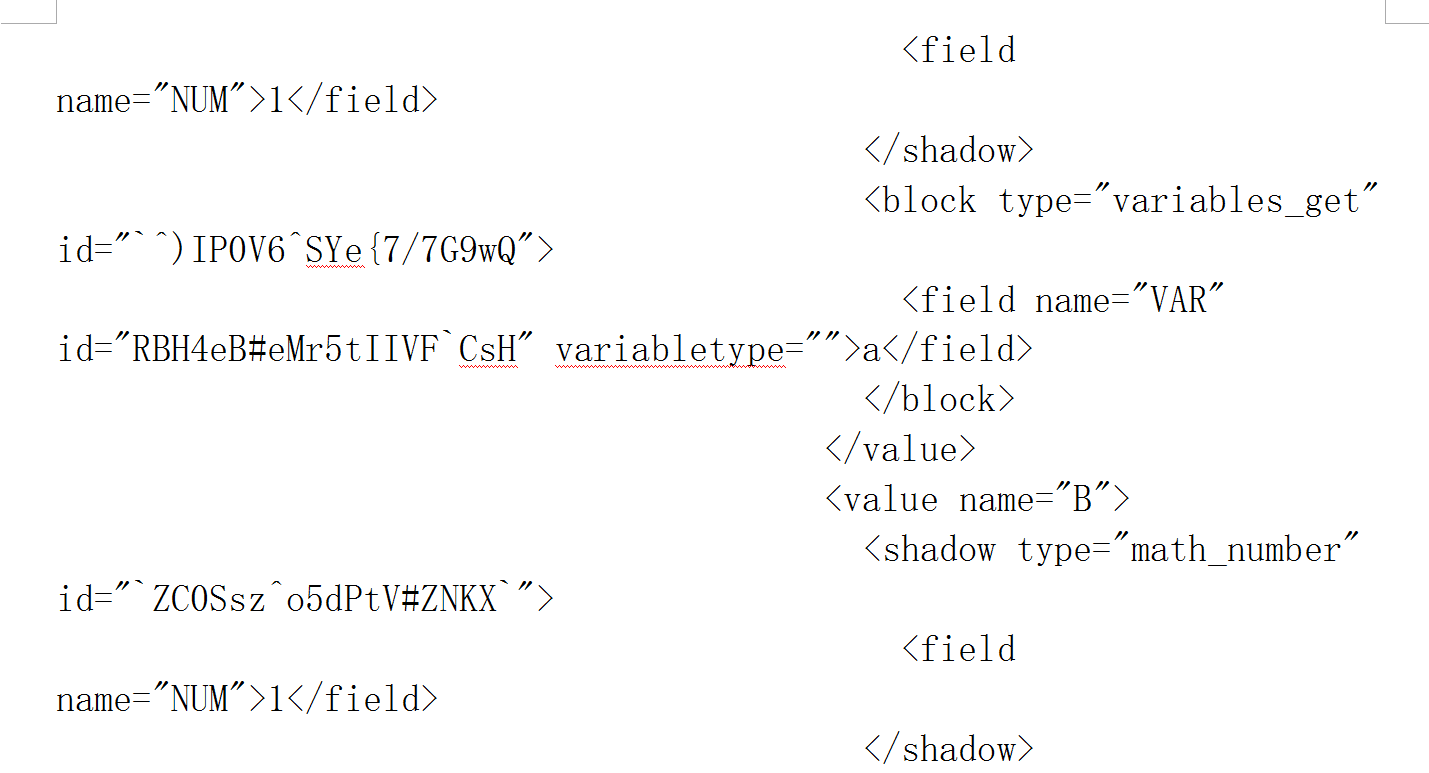 <field
name="NUM">1</field>
</shadow>
<block type="variables_get"
id="`^)IP0V6^SYe{7/7G9wQ">
<field name="VAR"
id="RBH4eB#eMr5tIIVF`CsH" variabletype="">a</field>
</block>
</value>
<value name="B">
<shadow type="math_number"
id="`ZC0Ssz^o5dPtV#ZNKX`">
<field
name="NUM">1</field>
</shadow>